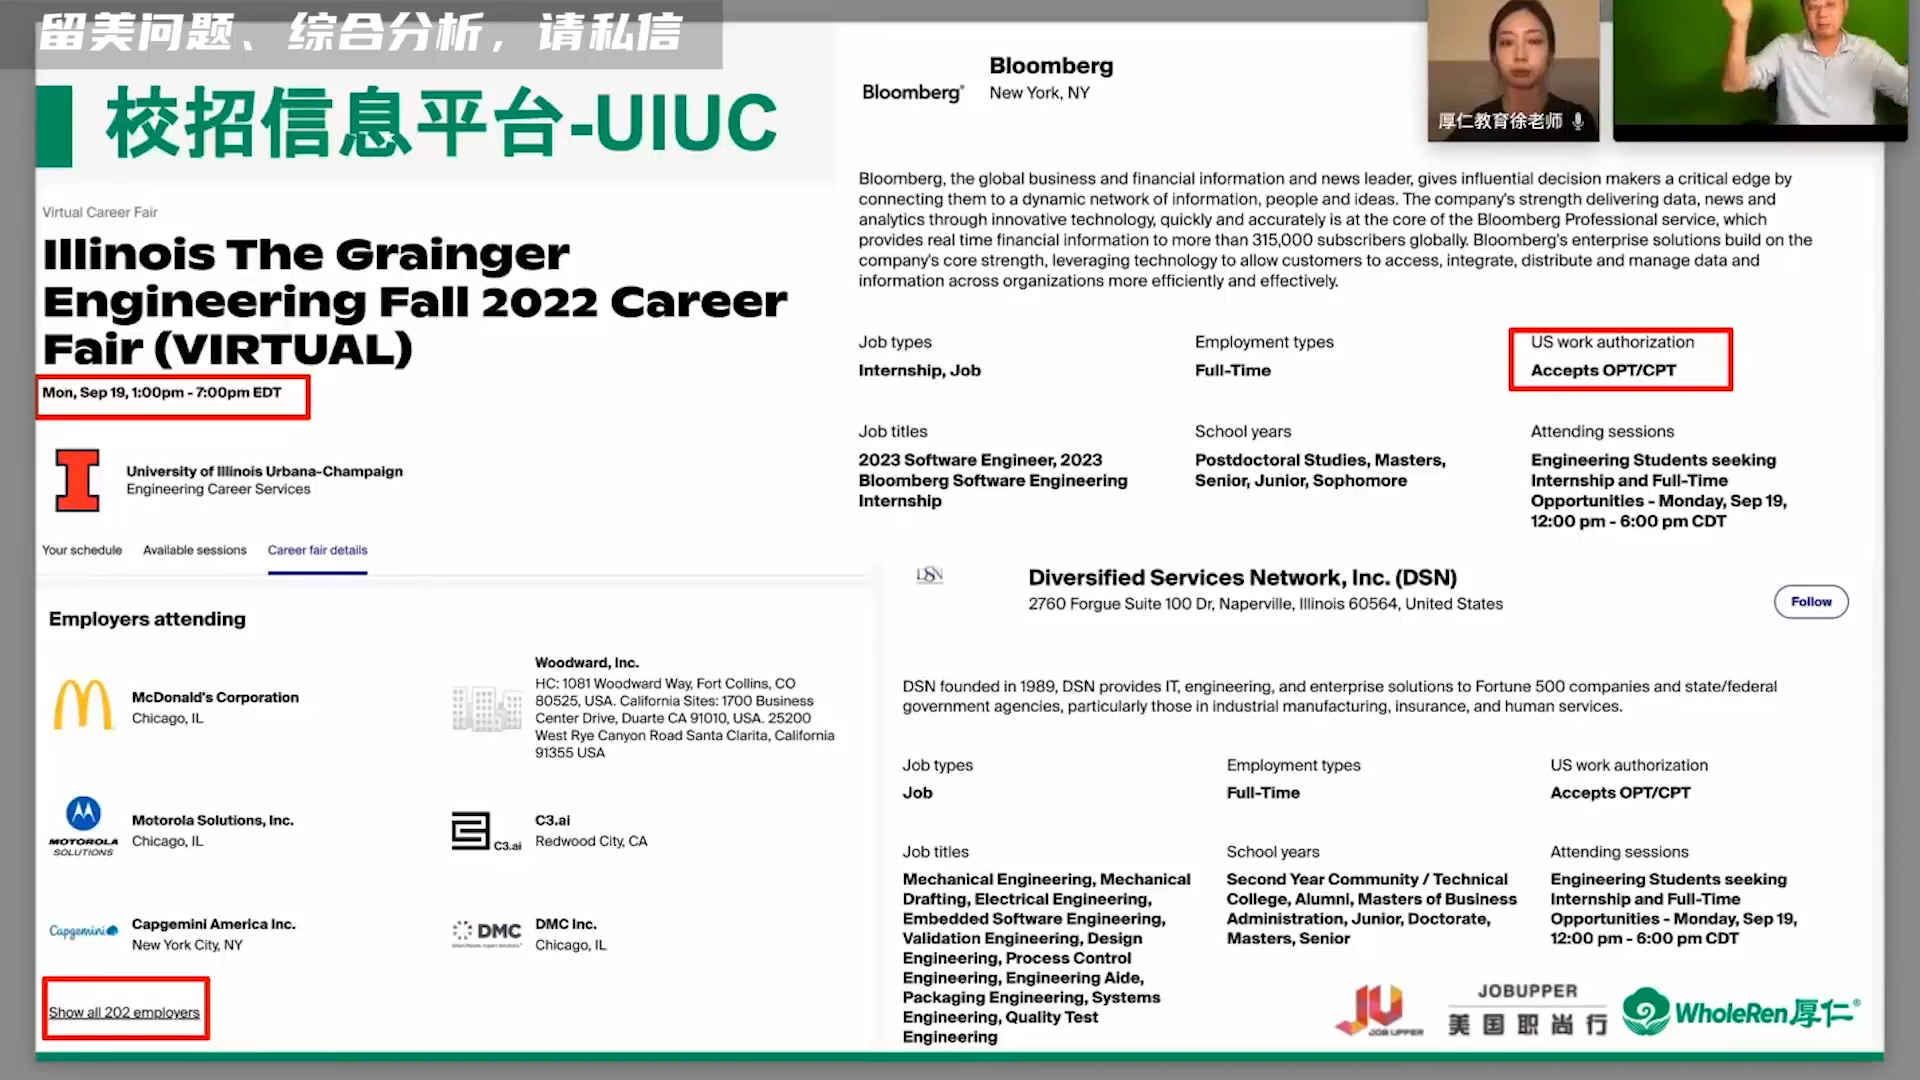 留美问题、综合分析，请私信
校招信息平台-UIUC
Virtual Career Fair
Illinois The Grainger
Engineering Fall 2022 Career
Fair (VIRTUAL)
Mon, Sep 19, 1:00pm - 7:00pm EDT
University of Illinois Urbana-Champaign
Engineering Career Services
Your schedule
Available sessions
Career fair details
Employers attending
McDonald's Corporation
Chicago, IL
Woodward, Inc.
HC: 1081 Woodward Way, Fort Collins, CO
80525, USA. California Sites: 1700 Business
Center Drive, Duarte CA 91010, USA. 25200
West Rye Canyon Road Santa Clarita, California
91355 USA
MOTOROLA
SOLUTIONS
Motorola Solutions, Inc.
Chicago, IL
C3.ai
C3.ai
Redwood City, CA
Capgemini
Capgemini America Inc.
New York City, NY
DMC
DMC Inc.
Chicago, IL
Show all 202 employers
Bloomberg
Bloomberg
New York, NY
厚仁教育徐老师
Bloomberg, the global business and financial information and news leader, gives influential decision makers a critical edge by
connecting them to a dynamic network of information, people and ideas. The company's strength delivering data, news and
analytics through innovative technology, quickly and accurately is at the core of the Bloomberg Professional service, which
provides real time financial information to more than 315,000 subscribers globally. Bloomberg's enterprise solutions build on the
company's core strength, leveraging technology to allow customers to access, integrate, distribute and manage data and
information across organizations more efficiently and effectively.
Job types
Internship, Job
Employment types
Full-Time
US work authorization
Accepts OPT/CPT
Job titles
2023 Software Engineer, 2023
Bloomberg Software Engineering
Internship
School years
Postdoctoral Studies, Masters,
Senior, Junior, Sophomore
Attending sessions
Engineering Students seeking
Internship and Full-Time
Opportunities - Monday, Sep 19,
12:00 pm - 6:00 pm CDT
DSN
Diversified Services Network, Inc. (DSN)
2760 Forgue Suite 100 Dr, Naperville, Illinois 60564, United States
Follow
DSN founded in 1989, DSN provides IT, engineering, and enterprise solutions to Fortune 500 companies and state/federal
government agencies, particularly those in industrial manufacturing, insurance, and human services.
Job types
Job
Employment types
Full-Time
US work authorization
Accepts OPT/CPT
Job titles
Mechanical Engineering, Mechanical
Drafting, Electrical Engineering,
Embedded Software Engineering,
Validation Engineering, Design
Engineering, Process Control
Engineering, Engineering Aide,
Packaging Engineering, Systems
Engineering, Quality Test
Engineering
School years
Second Year Community / Technical
College, Alumni, Masters of Business
Administration, Junior, Doctorate,
Masters, Senior
Attending sessions
Engineering Students seeking
Internship and Full-Time
Opportunities - Monday, Sep 19,
12:00 pm - 6:00 pm CDT
JOB UPPER
JOBUPPER
美国职尚行
WholeRen厚仁®